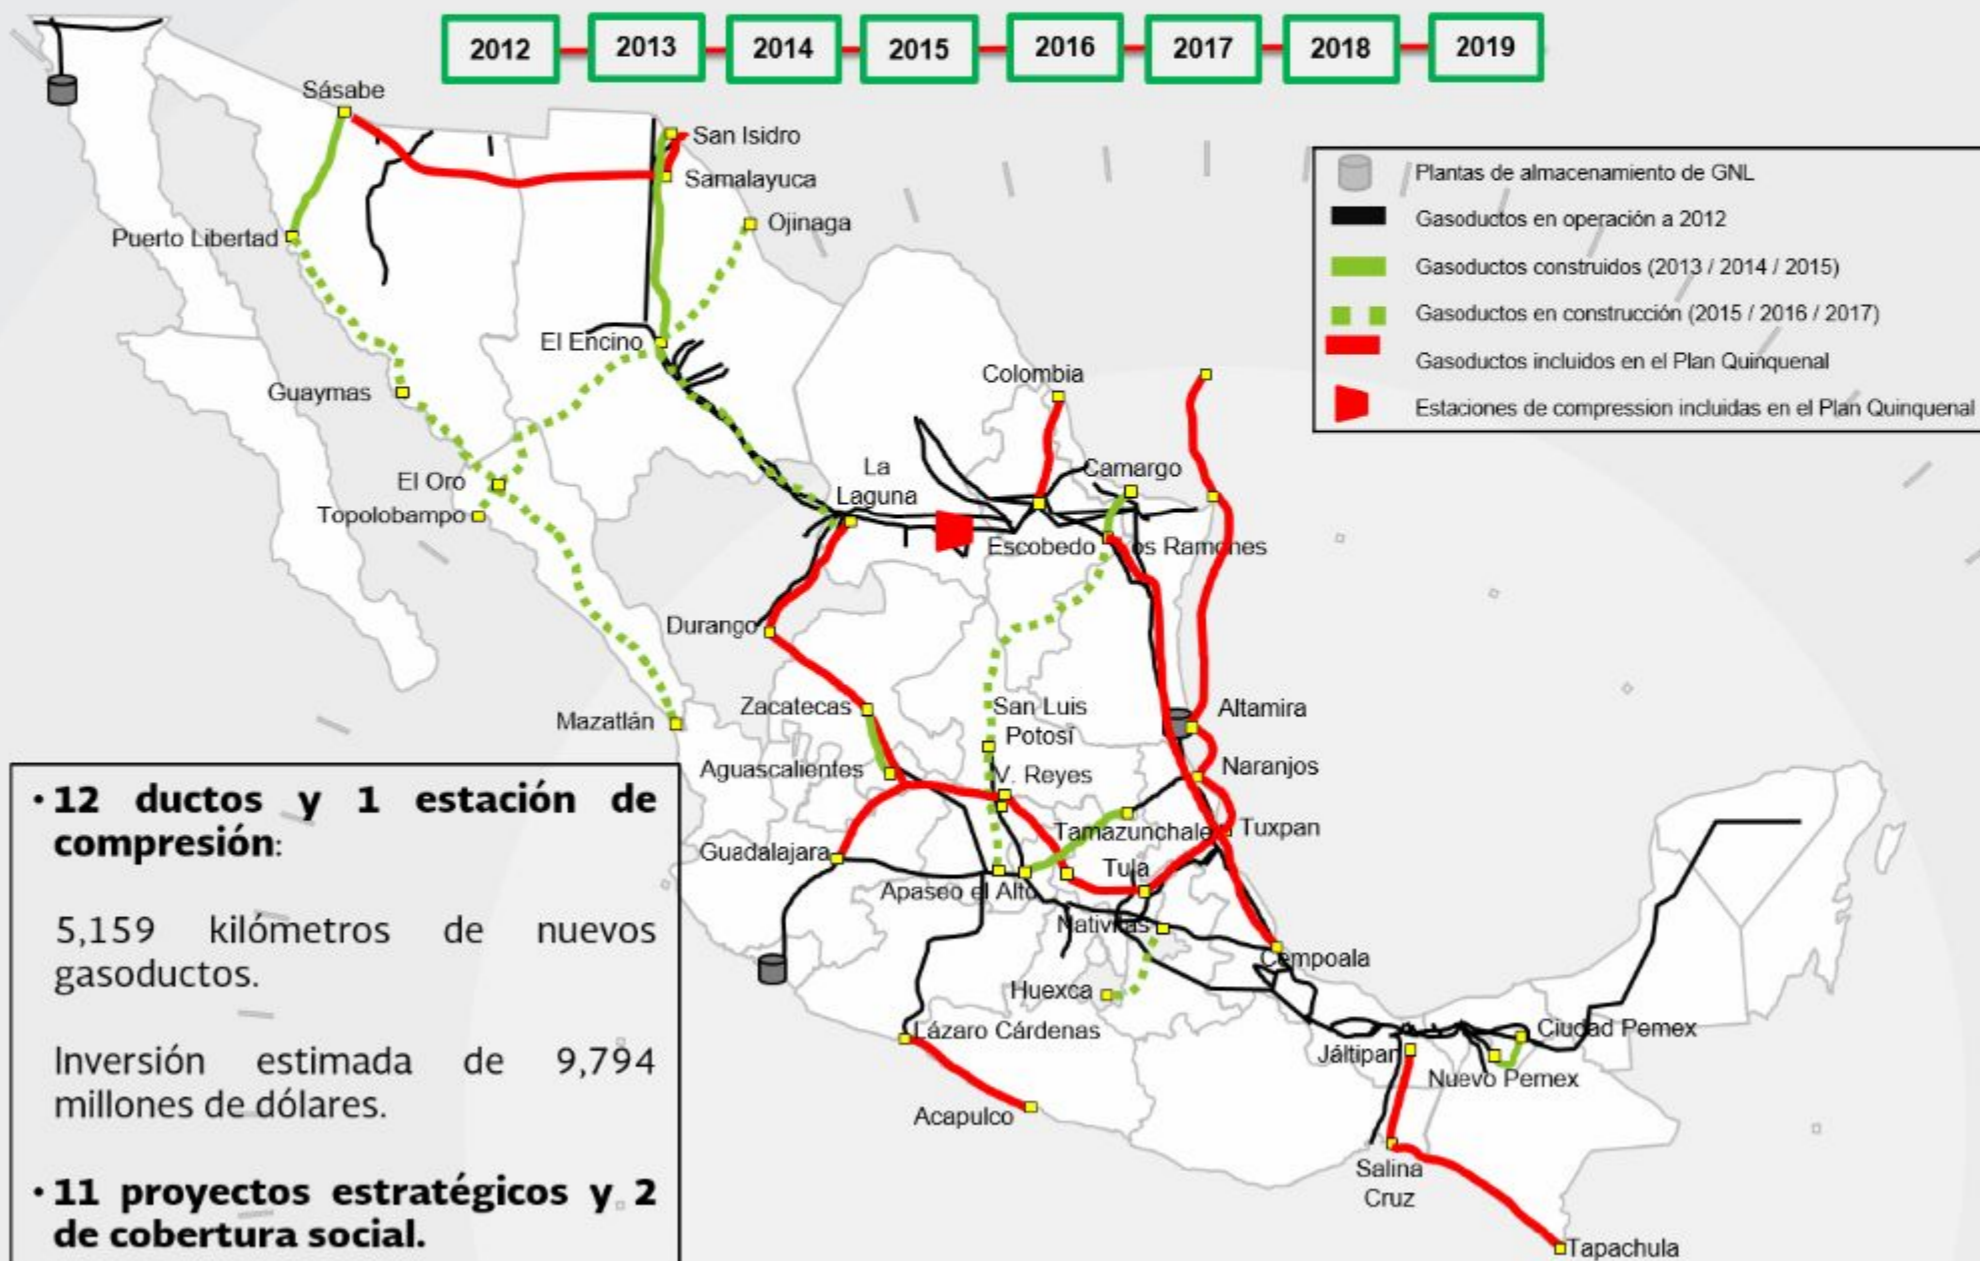 2012
2013
2014
2015
2016
2017
2018
2019
Sásabe
San Isidro
Samalayuca
Ojinaga
Puerto Libertad
El Encino
Guaymas
El Oro
Topolobampo
Colombia
Camargo
La
Laguna
Escobedo
os Ramones
Durango
Mazatlán
Zacatecas
San Luis
Potosí
Altamira
Aguascalientes
V. Reyes
Naranjos
Tamazunchale
Tuxpan
Guadalajara
Apaseo el Alto
Tula
Nativitas
Cempoala
Huexca
Lázaro Cárdenas
Acapulco
Jáltipan
Ciudad Pemex
Nuevo Pemex
Salina
Cruz
Tapachula
Plantas de almacenamiento de GNL
Gasoductos en operación a 2012
Gasoductos construidos (2013 / 2014 / 2015)
Gasoductos en construcción (2015 / 2016 / 2017)
Gasoductos incluidos en el Plan Quinquenal
Estaciones de compression incluidas en el Plan Quinquenal
• 12 ductos y 1 estación de
compresión:
5,159 kilómetros de nuevos
gasoductos.
Inversión estimada de 9,794
millones de dólares.
• 11 proyectos estratégicos y 2
de cobertura social.